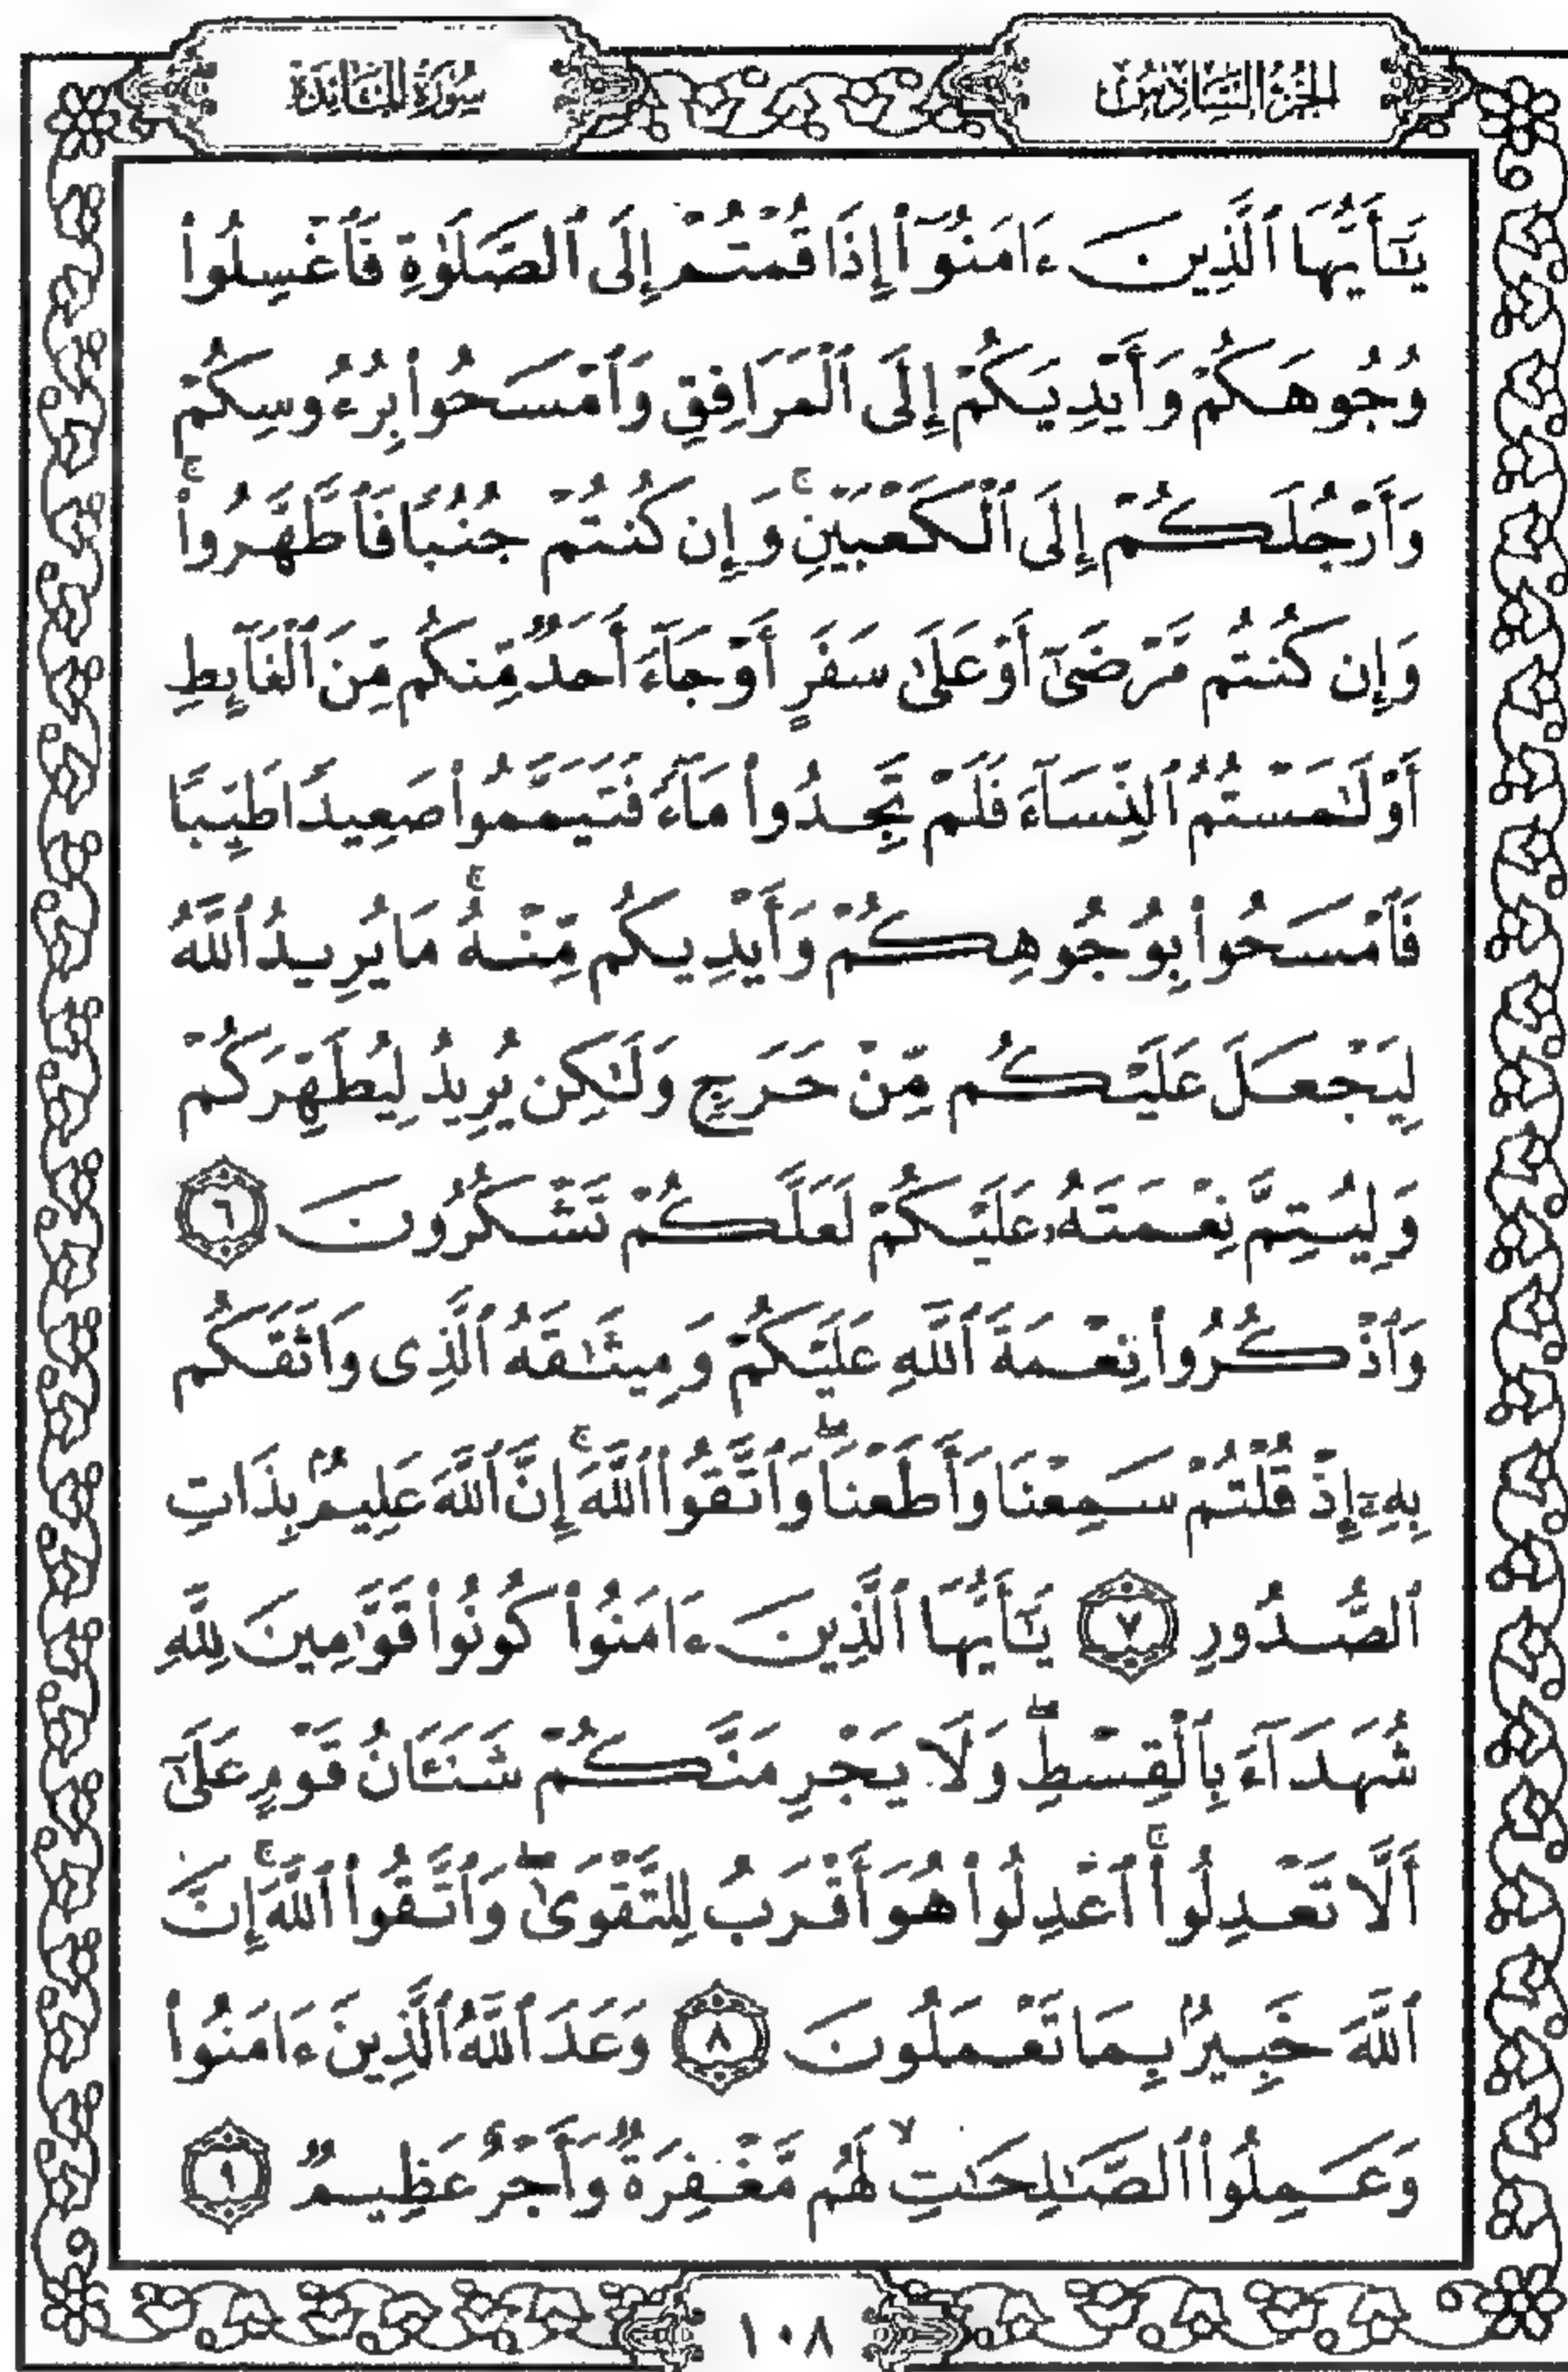 الجزء السادس
سورة المائدة
يَـٰٓأَيُّهَا ٱلَّذِينَ ءَامَنُوٓا۟ إِذَا قُمْتُمْ إِلَى ٱلصَّلَوٰةِ فَٱغْسِلُوا۟
وُجُوهَكُمْ وَأَيْدِيَكُمْ إِلَى ٱلْمَرَافِقِ وَٱمْسَحُوا۟ بِرُءُوسِكُمْ
وَأَرْجُلَكُمْ إِلَى ٱلْكَعْبَيْنِ ۚ وَإِن كُنتُمْ جُنُبًا فَٱطَّهَّرُوا۟ ۚ
وَإِن كُنتُم مَّرْضَىٰٓ أَوْ عَلَىٰ سَفَرٍ أَوْ جَآءَ أَحَدٌ مِّنكُم مِّنَ ٱلْغَآئِطِ
أَوْ لَـٰمَسْتُمُ ٱلنِّسَآءَ فَلَمْ تَجِدُوا۟ مَآءً فَتَيَمَّمُوا۟ صَعِيدًا طَيِّبًا
فَٱمْسَحُوا۟ بِوُجُوهِكُمْ وَأَيْدِيكُم مِّنْهُ ۚ مَا يُرِيدُ ٱللَّهُ
لِيَجْعَلَ عَلَيْكُم مِّنْ حَرَجٍ وَلَـٰكِن يُرِيدُ لِيُطَهِّرَكُمْ
وَلِيُتِمَّ نِعْمَتَهُۥ عَلَيْكُمْ لَعَلَّكُمْ تَشْكُرُونَ ٦
وَٱذْكُرُوا۟ نِعْمَةَ ٱللَّهِ عَلَيْكُمْ وَمِيثَـٰقَهُ ٱلَّذِى وَاثَقَكُم
بِهِۦٓ إِذْ قُلْتُمْ سَمِعْنَا وَأَطَعْنَا ۖ وَٱتَّقُوا۟ ٱللَّهَ ۚ إِنَّ ٱللَّهَ عَلِيمٌۢ بِذَاتِ
ٱلصُّدُورِ ٧ يَـٰٓأَيُّهَا ٱلَّذِينَ ءَامَنُوا۟ كُونُوا۟ قَوَّٰمِينَ لِلَّهِ
شُهَدَآءَ بِٱلْقِسْطِ ۖ وَلَا يَجْرِمَنَّكُمْ شَنَـَٔانُ قَوْمٍ عَلَىٰٓ
أَلَّا تَعْدِلُوا۟ ۚ ٱعْدِلُوا۟ هُوَ أَقْرَبُ لِلتَّقْوَىٰ ۖ وَٱتَّقُوا۟ ٱللَّهَ ۚ إِنَّ
ٱللَّهَ خَبِيرٌۢ بِمَا تَعْمَلُونَ ٨ وَعَدَ ٱللَّهُ ٱلَّذِينَ ءَامَنُوا۟
وَعَمِلُوا۟ ٱلصَّـٰلِحَـٰتِ ۙ لَهُم مَّغْفِرَةٌ وَأَجْرٌ عَظِيمٌ ٩
١٠٨